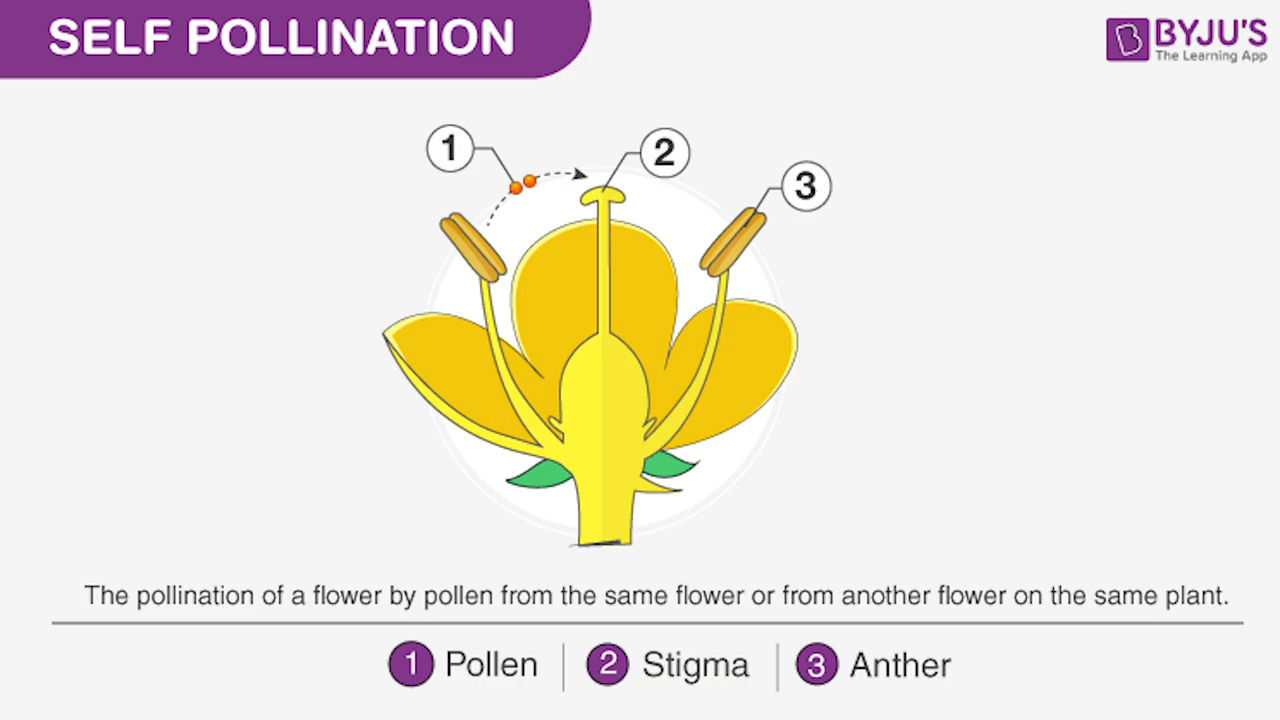 SELF POLLINATION
BYJU'S
The Learning App
1
2
3
The pollination of a flower by pollen from the same flower or from another flower on the same plant.
1 Pollen
2 Stigma
3 Anther